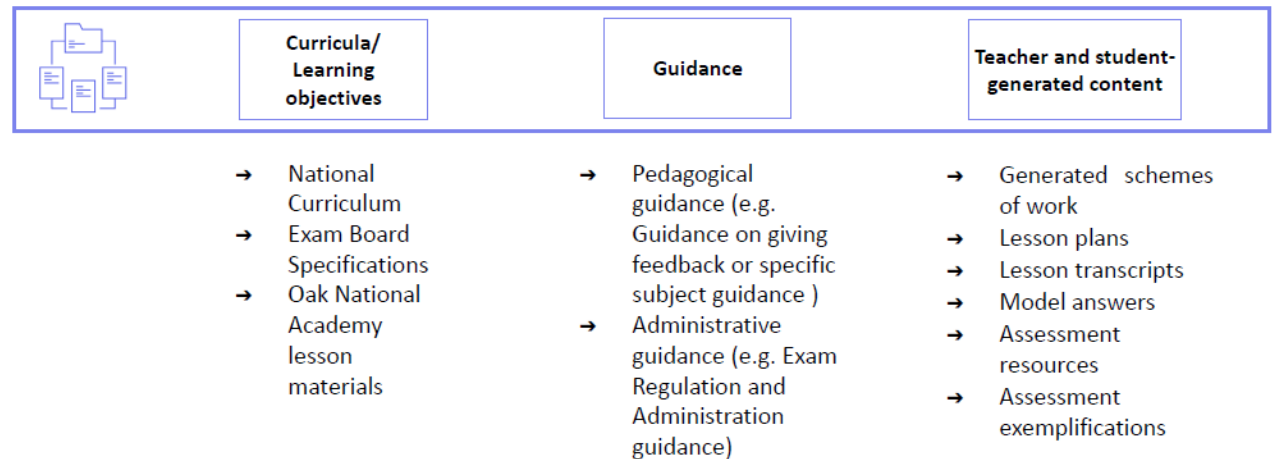 Curricula/
Learning
objectives
Guidance
Teacher and student-
generated content
➔ National
Curriculum
➔ Exam Board
Specifications
➔ Oak National
Academy
lesson
materials
➔ Pedagogical
guidance (e.g.
Guidance on giving
feedback or specific
subject guidance )
➔ Administrative
guidance (e.g. Exam
Regulation and
Administration
guidance)
➔ Generated schemes
of work
➔ Lesson plans
➔ Lesson transcripts
➔ Model answers
➔ Assessment
resources
➔ Assessment
exemplifications